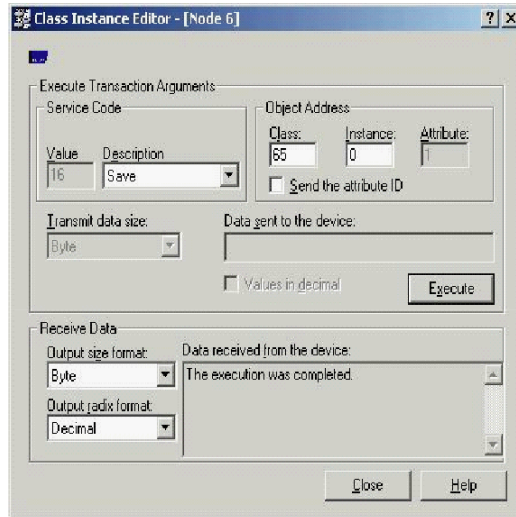 Class Instance Editor - [Node 6]
Execute Transaction Arguments
Service Code
Object Address
Value
Description
16
Save
Class:
Instance:
Attribute:
65
0
1
Send the attribute ID
Transmit data size:
Data sent to the device:
Byte
Values in decimal
Execute
Receive Data
Output size format:
Data received from the device:
Byte
The execution was completed.
Output radix format:
Decimal
Close
Help